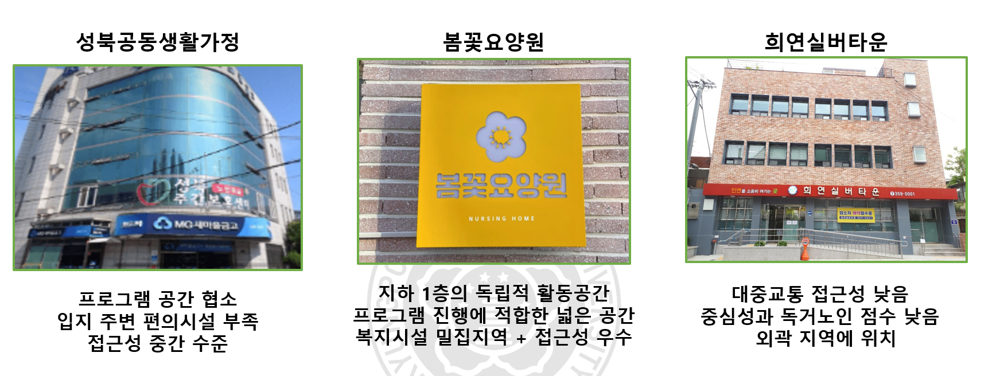 성북공동생활가정
봄꽃요양원
희연실버타운
성북
주간보호센터
MG새마을금고
봄꽃요양원
NURSING HOME
인연을 소중히 여기는 곳
희연실버타운
359-0001
입소자 예약접수중
프로그램 공간 협소
입지 주변 편의시설 부족
접근성 중간 수준
지하 1층의 독립적 활동공간
프로그램 진행에 적합한 넓은 공간
복지시설 밀집지역 + 접근성 우수
대중교통 접근성 낮음
중심성과 독거노인 점수 낮음
외곽 지역에 위치